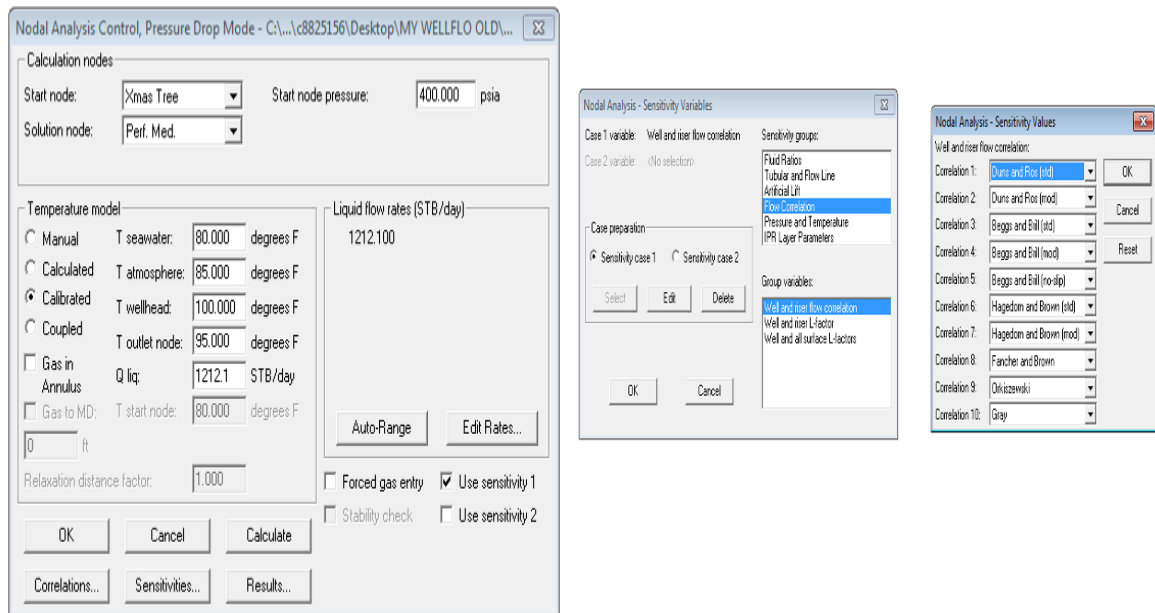 Nodal Analysis Control, Pressure Drop Mode - C:\...\c8825156\Desktop\MY WELLFLO OLD\...
Calculation nodes
Start node: Xmas Tree Start node pressure: 400.000 psia
Solution node: Perf. Med.
Temperature model
Manual T seawater: 80.000 degrees F
Calculated T atmosphere: 85.000 degrees F
Calibrated T wellhead: 100.000 degrees F
Coupled T outlet node: 95.000 degrees F
Gas in Annulus Q liq: 1212.1 STB/day
Gas to MD: T start node: 80.000 degrees F
0 ft
Relaxation distance factor: 1.000
Liquid flow rates (STB/day)
1212.100
Auto-Range Edit Rates...
Forced gas entry Use sensitivity 1
Stability check Use sensitivity 2
OK Cancel Calculate
Correlations... Sensitivities... Results...
Nodal Analysis - Sensitivity Variables
Case 1 variable: Well and riser flow correlation
Case 2 variable: <No selection>
Case preparation
Sensitivity case 1 Sensitivity case 2
Select Edit Delete
OK Cancel
Sensitivity groups:
Fluid Ratios
Tubular and Flow Line
Artificial Lift
Flow Correlation
Pressure and Temperature
IPR Layer Parameters
Group variables:
Well and riser flow correlation
Well and riser L-factor
Well and all surface L-factors
Nodal Analysis - Sensitivity Values
Well and riser flow correlation:
Correlation 1: Duns and Ros (std)
Correlation 2: Duns and Ros (mod)
Correlation 3: Beggs and Brill (std)
Correlation 4: Beggs and Brill (mod)
Correlation 5: Beggs and Brill (no-slip)
Correlation 6: Hagedorn and Brown (std)
Correlation 7: Hagedorn and Brown (mod)
Correlation 8: Fancher and Brown
Correlation 9: Orkiszewski
Correlation 10: Gray
OK
Cancel
Reset